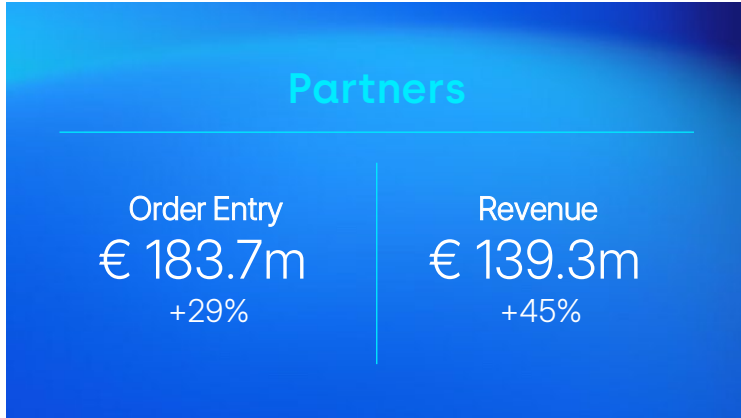 Partners
Order Entry
€ 183.7m
+29%
Revenue
€ 139.3m
+45%